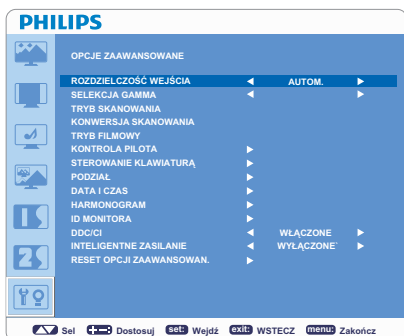 PHILIPS
OPCJE ZAAWANSOWANE
ROZDZIELCZOŚĆ WEJŚCIA AUTOM.
SELEKCJA GAMMA
TRYB SKANOWANIA
KONWERSJA SKANOWANIA
TRYB FILMOWY
KONTROLA PILOTA
STEROWANIE KLAWIATURĄ
PODZIAŁ
DATA I CZAS
HARMONOGRAM
ID MONITORA
DDC/CI WŁĄCZONE
INTELIGENTNE ZASILANIE WYŁĄCZONE`
RESET OPCJI ZAAWANSOWAN.
Sel Dostosuj set: Wejdź exit: WSTECZ menu: Zakończ